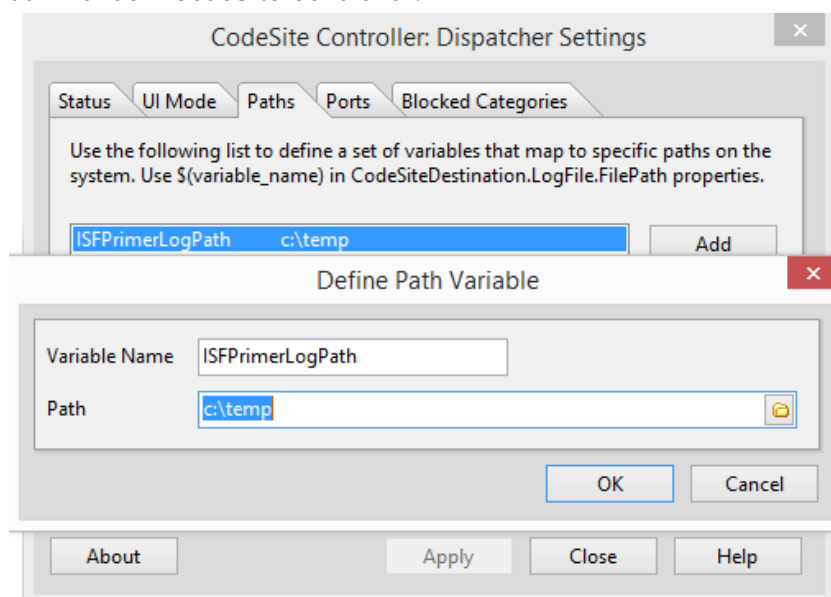 CodeSite Controller: Dispatcher Settings
Status UI Mode Paths Ports Blocked Categories
Use the following list to define a set of variables that map to specific paths on the
system. Use $(variable_name) in CodeSiteDestination.LogFile.FilePath properties.
ISFPrimerLogPath c:\temp
Add
Define Path Variable
Variable Name ISFPrimerLogPath
Path c:\temp
OK Cancel
About Apply Close Help